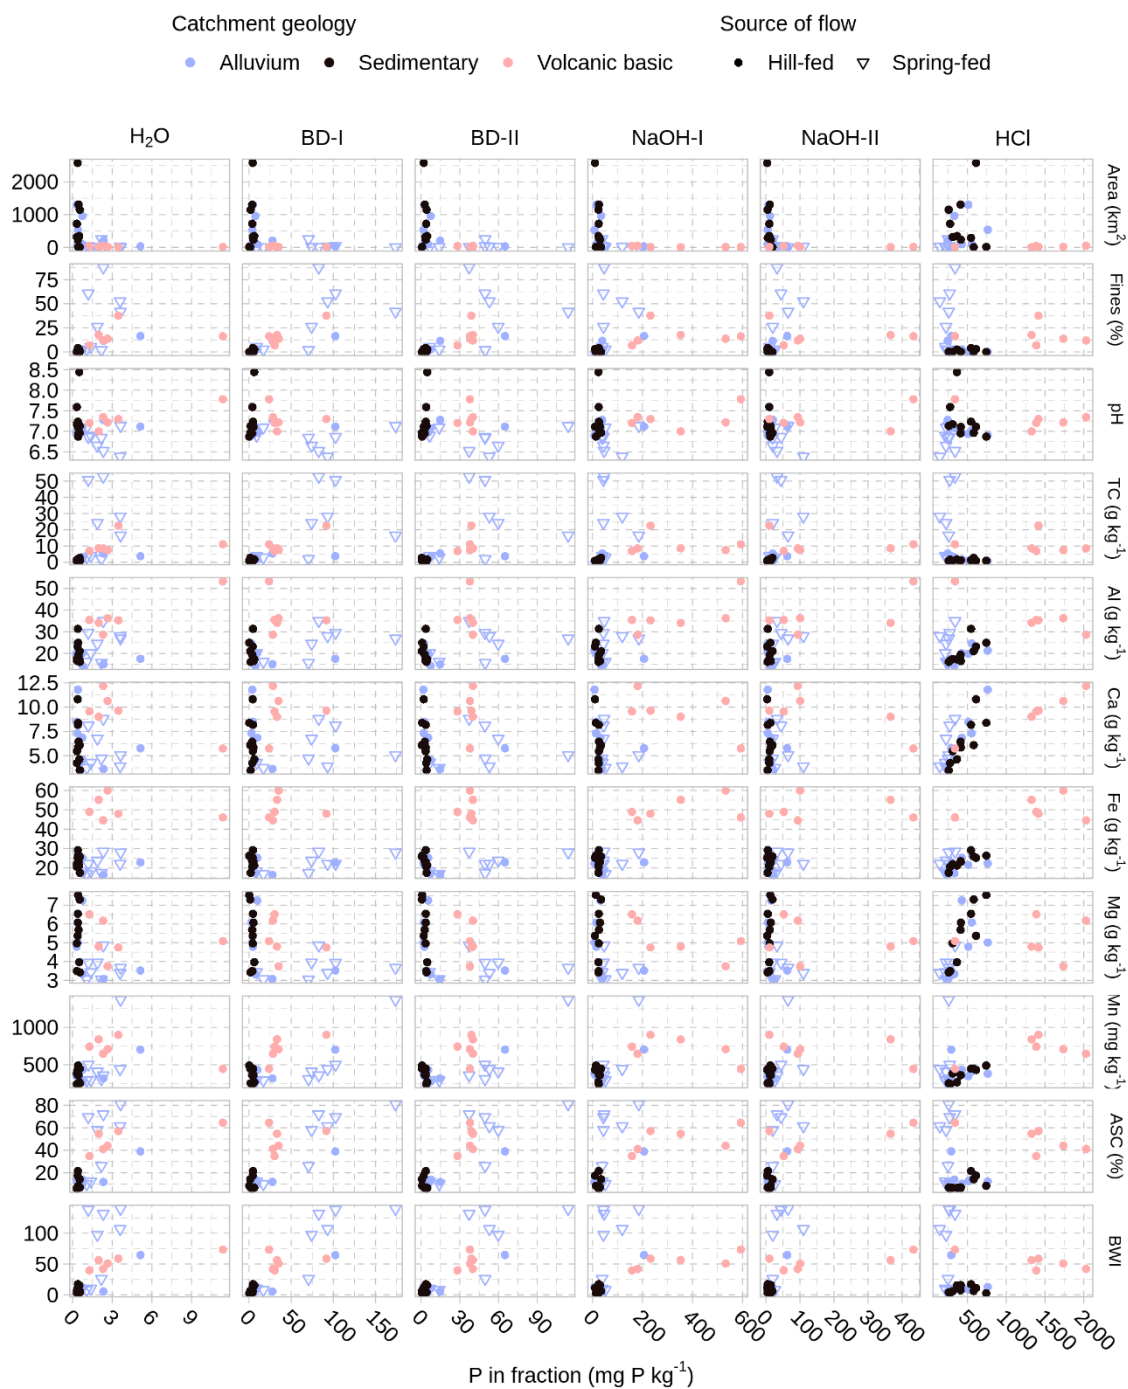 Catchment geology Source of flow
Alluvium Sedimentary Volcanic basic Hill-fed Spring-fed
H₂O BD-I BD-II NaOH-I NaOH-II HCl
2000
1000
0
Area (km²)
75
50
25
0
Fines (%)
8.5
8.0
7.5
7.0
6.5
pH
50
40
30
20
10
0
TC (g kg⁻¹)
50
40
30
20
Al (g kg⁻¹)
12.5
10.0
7.5
5.0
Ca (g kg⁻¹)
60
50
40
30
20
Fe (g kg⁻¹)
7
6
5
4
3
Mg (g kg⁻¹)
1000
500
Mn (mg kg⁻¹)
80
60
40
20
ASC (%)
100
50
0
BWI
0 3 6 9 0 50 100 150 0 30 60 90 0 200 400 600 0 100 200 300 400 500 1000 1500 2000
P in fraction (mg P kg⁻¹)